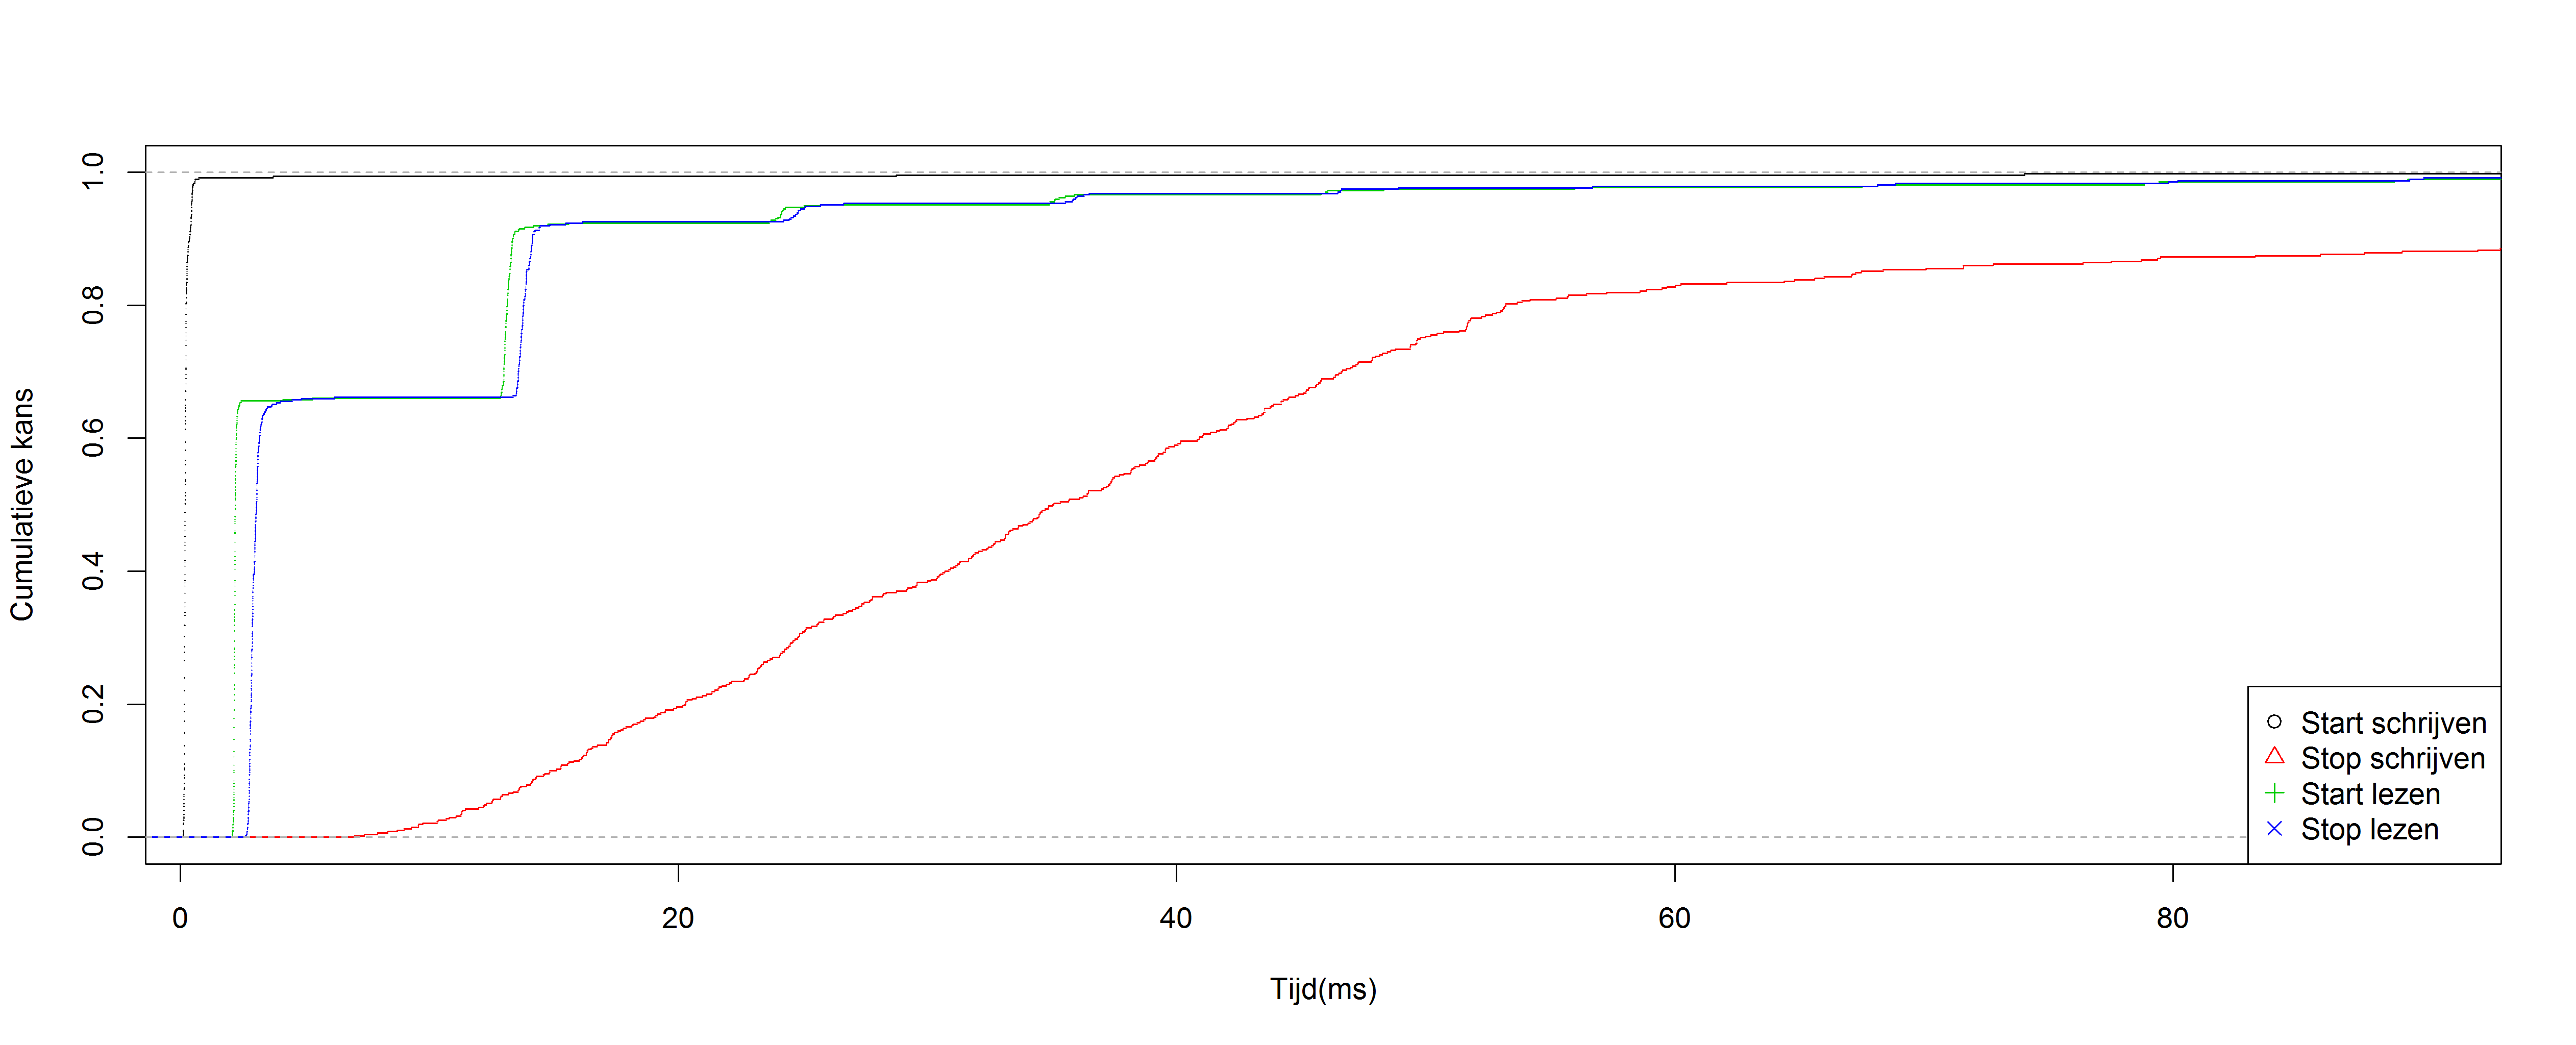 Cumulatieve kans
1.0
0.8
0.6
0.4
0.2
0.0
0 20 40 60 80
Tijd(ms)
Start schrijven
Stop schrijven
Start lezen
Stop lezen